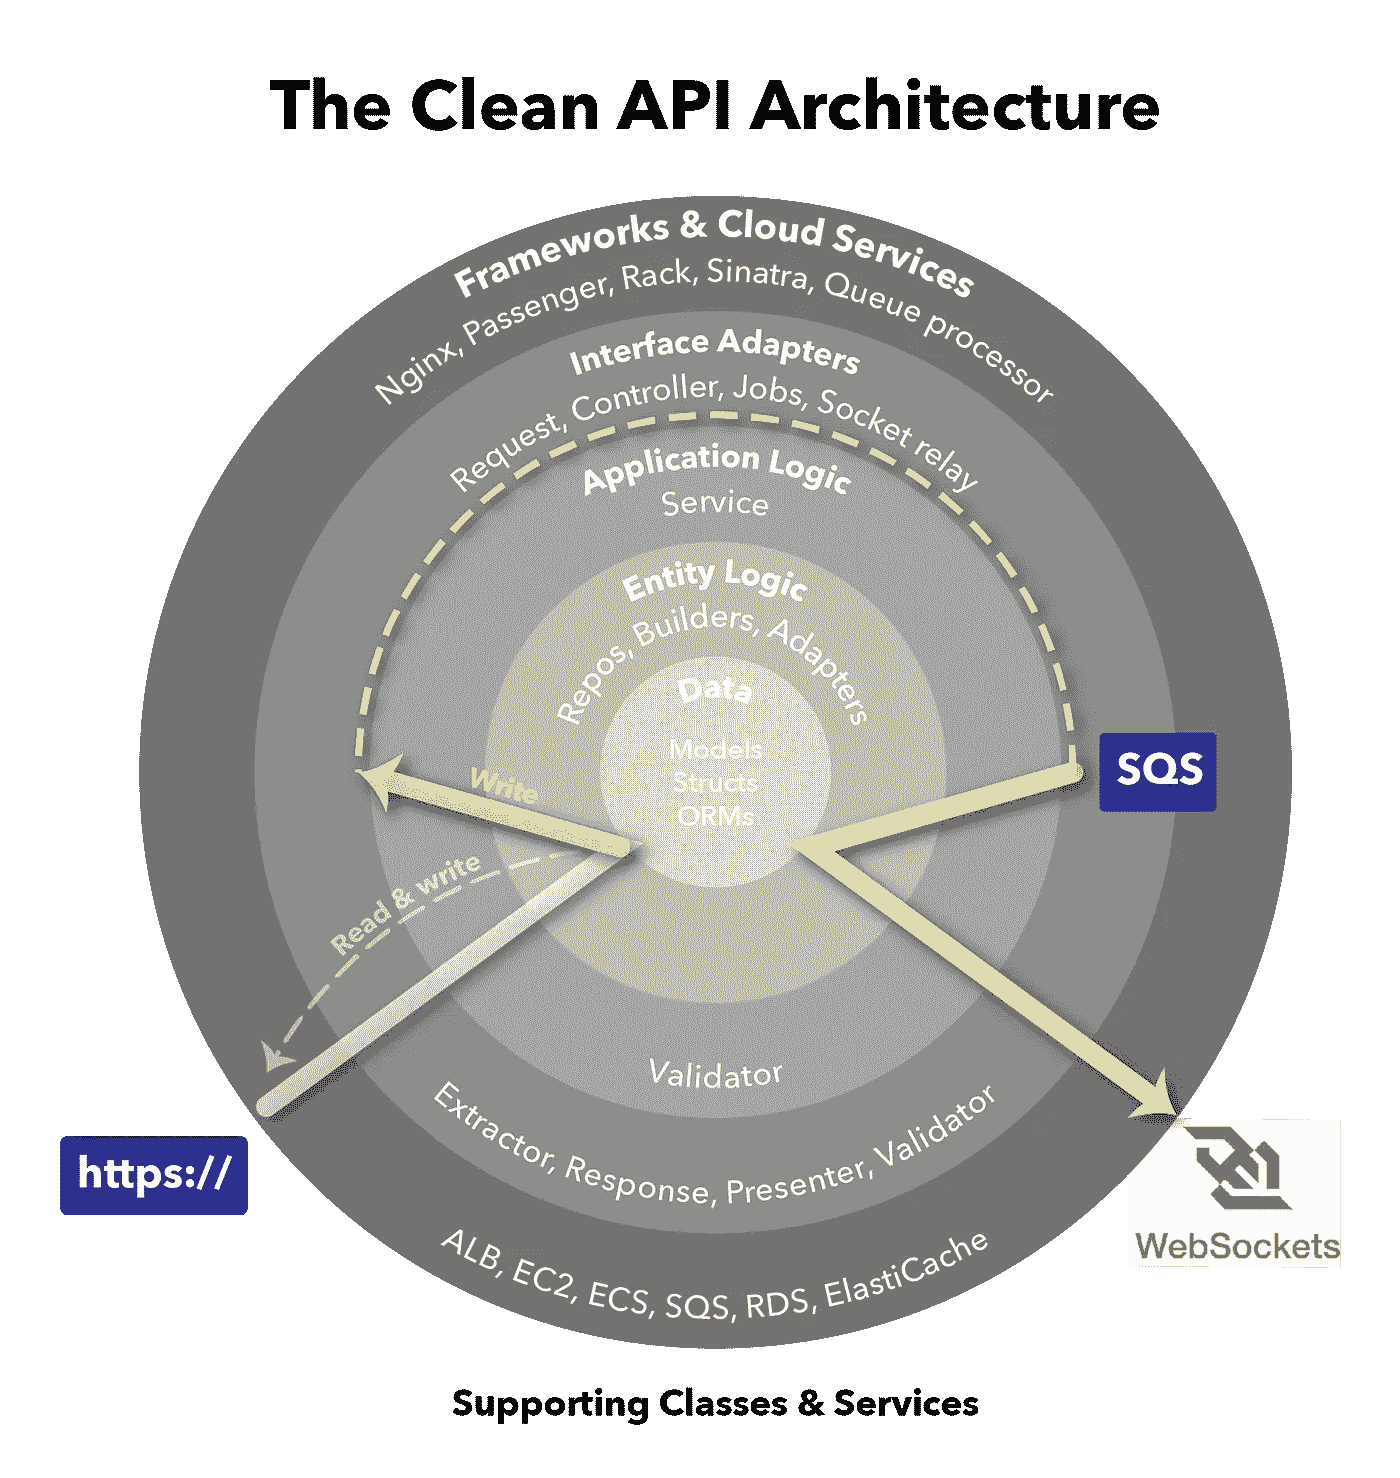 The Clean API Architecture
Frameworks & Cloud Services
Nginx, Passenger, Rack, Sinatra, Queue processor
Interface Adapters
Request, Controller, Jobs, Socket relay
Application Logic
Service
Entity Logic
Repos, Builders, Adapters
Data
Models
Structs
ORMs
SQS
Write
Read & write
Validator
Extractor, Response, Presenter, Validator
https://
WebSockets
ALB, EC2, ECS, SQS, RDS, ElastiCache
Supporting Classes & Services